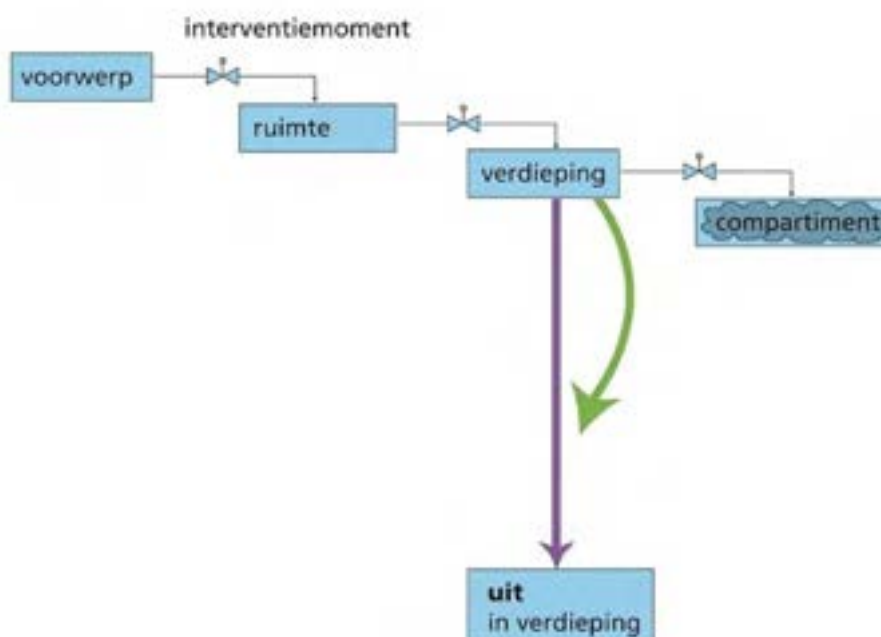 interventiemoment
voorwerp
ruimte
verdieping
compartiment
uit
in verdieping